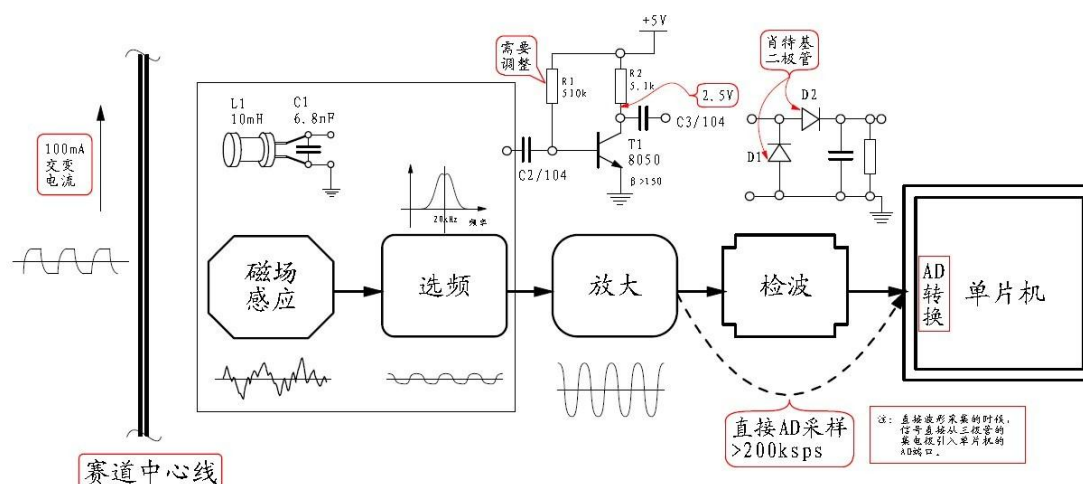 +5V
需要
调整
R1
510k
R2
5.1k
2.5V
肖特基
二极管
D2
L1
10mH
C1
6.8nF
C3/104
T1
8050
β>150
C2/104
D1
100mA
交变
电流
20kHz
频率
磁场
感应
选频
放大
检波
AD
转换
单片机
直接AD采样
>200ksps
注: 直接波形采集的时候,
信号直接从三极管的
集电极引入单片机的
AD端口。
赛道中心线